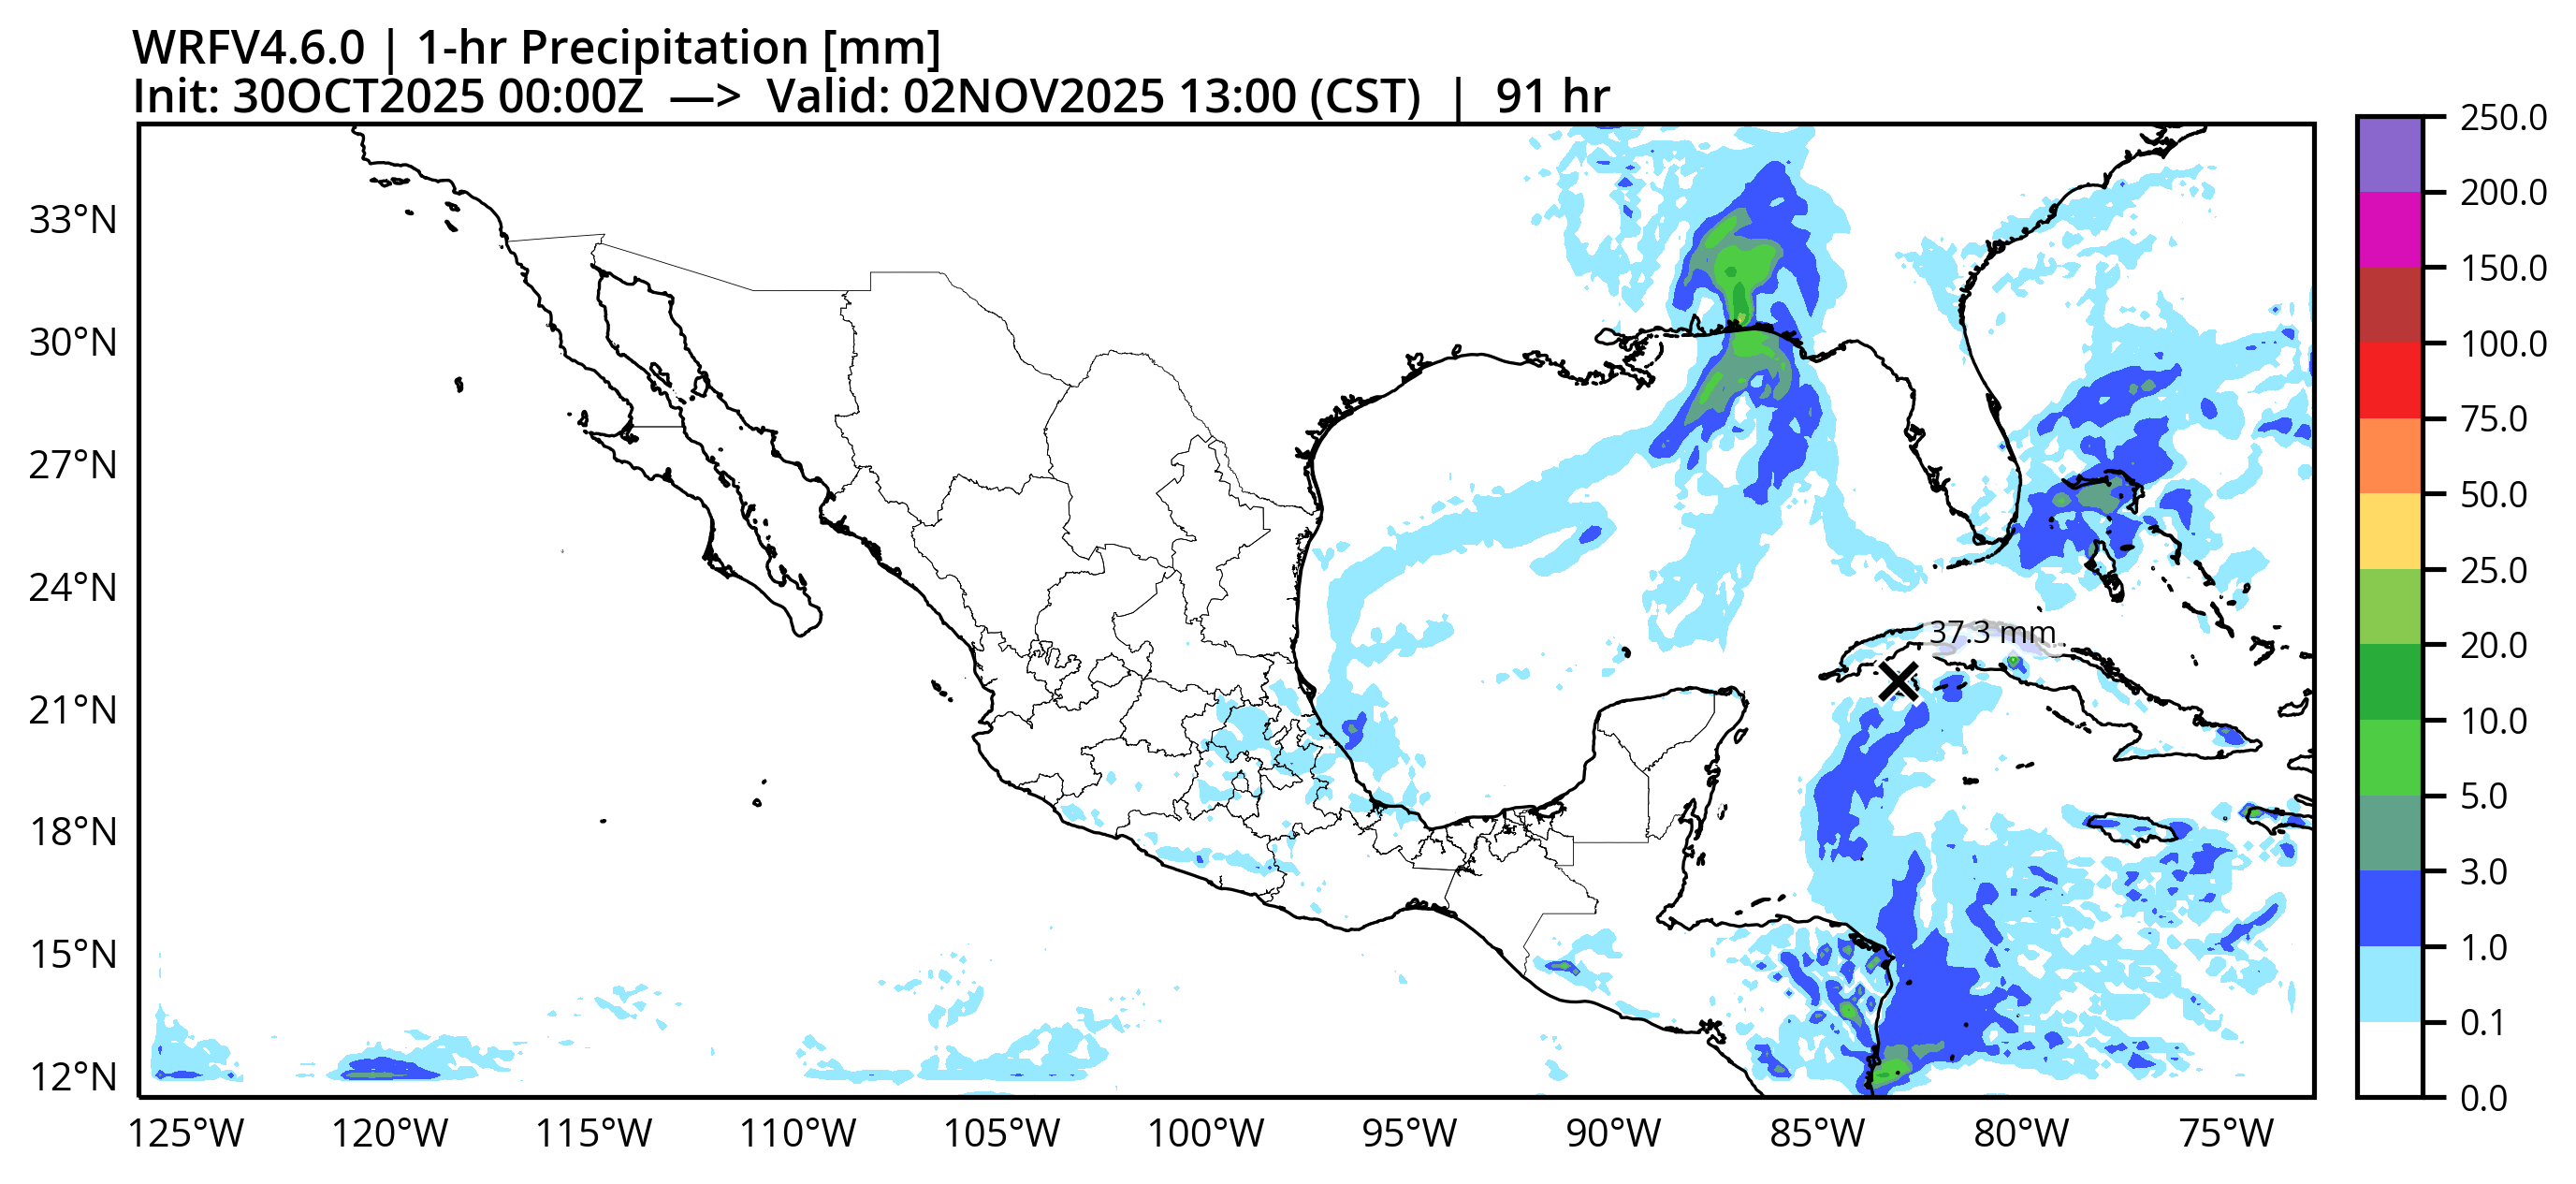 WRFV4.6.0 | 1-hr Precipitation [mm]
Init: 30OCT2025 00:00Z —> Valid: 02NOV2025 13:00 (CST) | 91 hr
33°N
30°N
27°N
24°N
21°N
18°N
15°N
12°N
125°W 120°W 115°W 110°W 105°W 100°W 95°W 90°W 85°W 80°W 75°W
37.3 mm
250.0
200.0
150.0
100.0
75.0
50.0
25.0
20.0
10.0
5.0
3.0
1.0
0.1
0.0